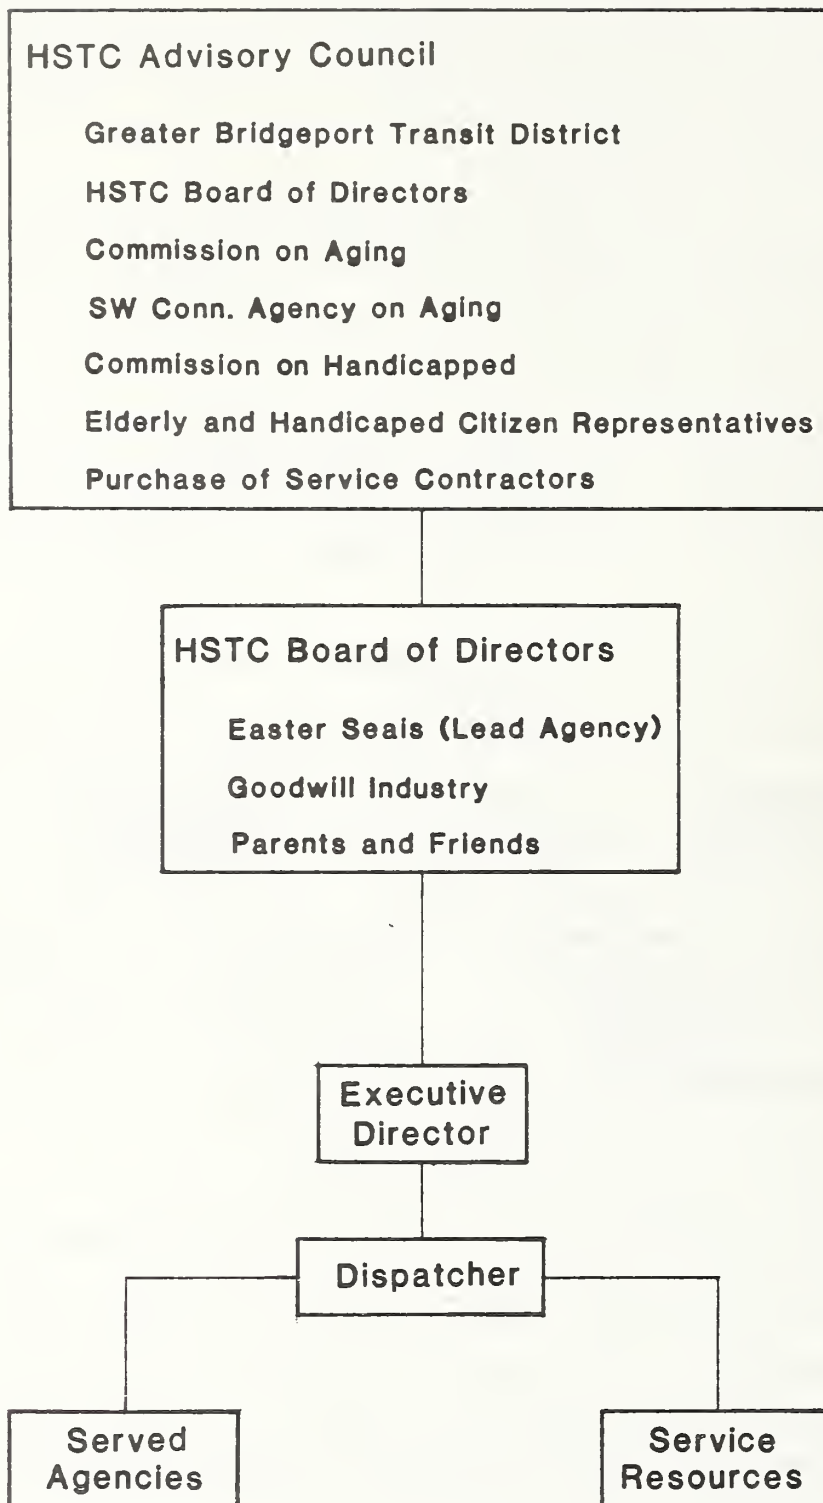 HSTC Advisory Council
Greater Bridgeport Transit District
HSTC Board of Directors
Commission on Aging
SW Conn. Agency on Aging
Commission on Handicapped
Elderly and Handicaped Citizen Representatives
Purchase of Service Contractors
HSTC Board of Directors
Easter Seals (Lead Agency)
Goodwill Industry
Parents and Friends
Executive
Director
Dispatcher
Served
Agencies
Service
Resources